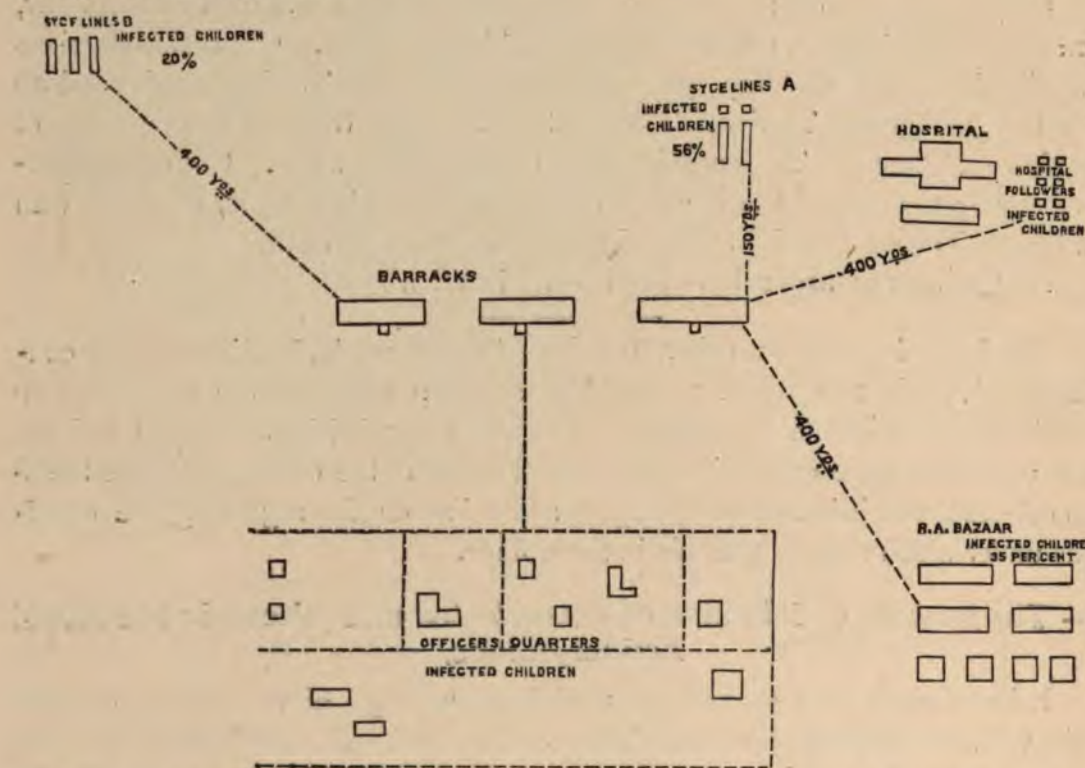 SYCE LINES B
INFECTED CHILDREN
20%
SYCE LINES A
INFECTED
CHILDREN
56%
HOSPITAL
HOSPITAL
FOLLOWERS
INFECTED
CHILDREN
400 YDS
150 YDS
400 YDS
BARRACKS
400 YDS
R.A. BAZAAR
INFECTED CHILDRE
35 PERCENT
OFFICERS QUARTERS
INFECTED CHILDREN